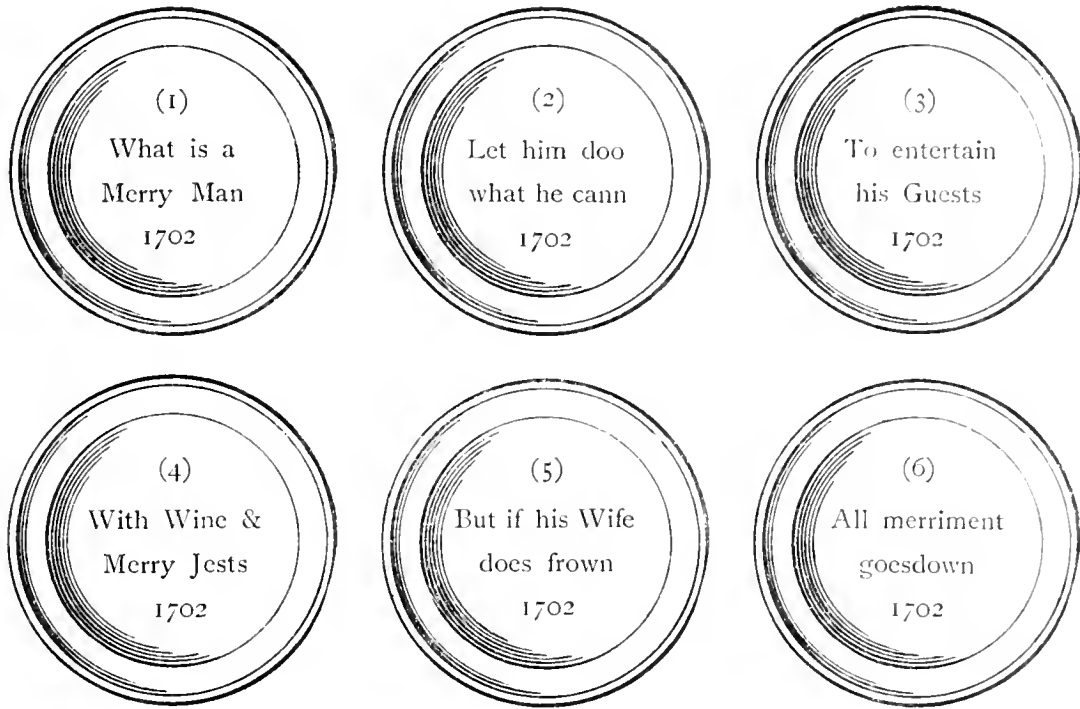 (1)
What is a
Merry Man
1702
(2)
Let him doo
what he cann
1702
(3)
To entertain
his Guests
1702
(4)
With Wine &
Merry Jests
1702
(5)
But if his Wife
does frown
1702
(6)
All merriment
goesdown
1702